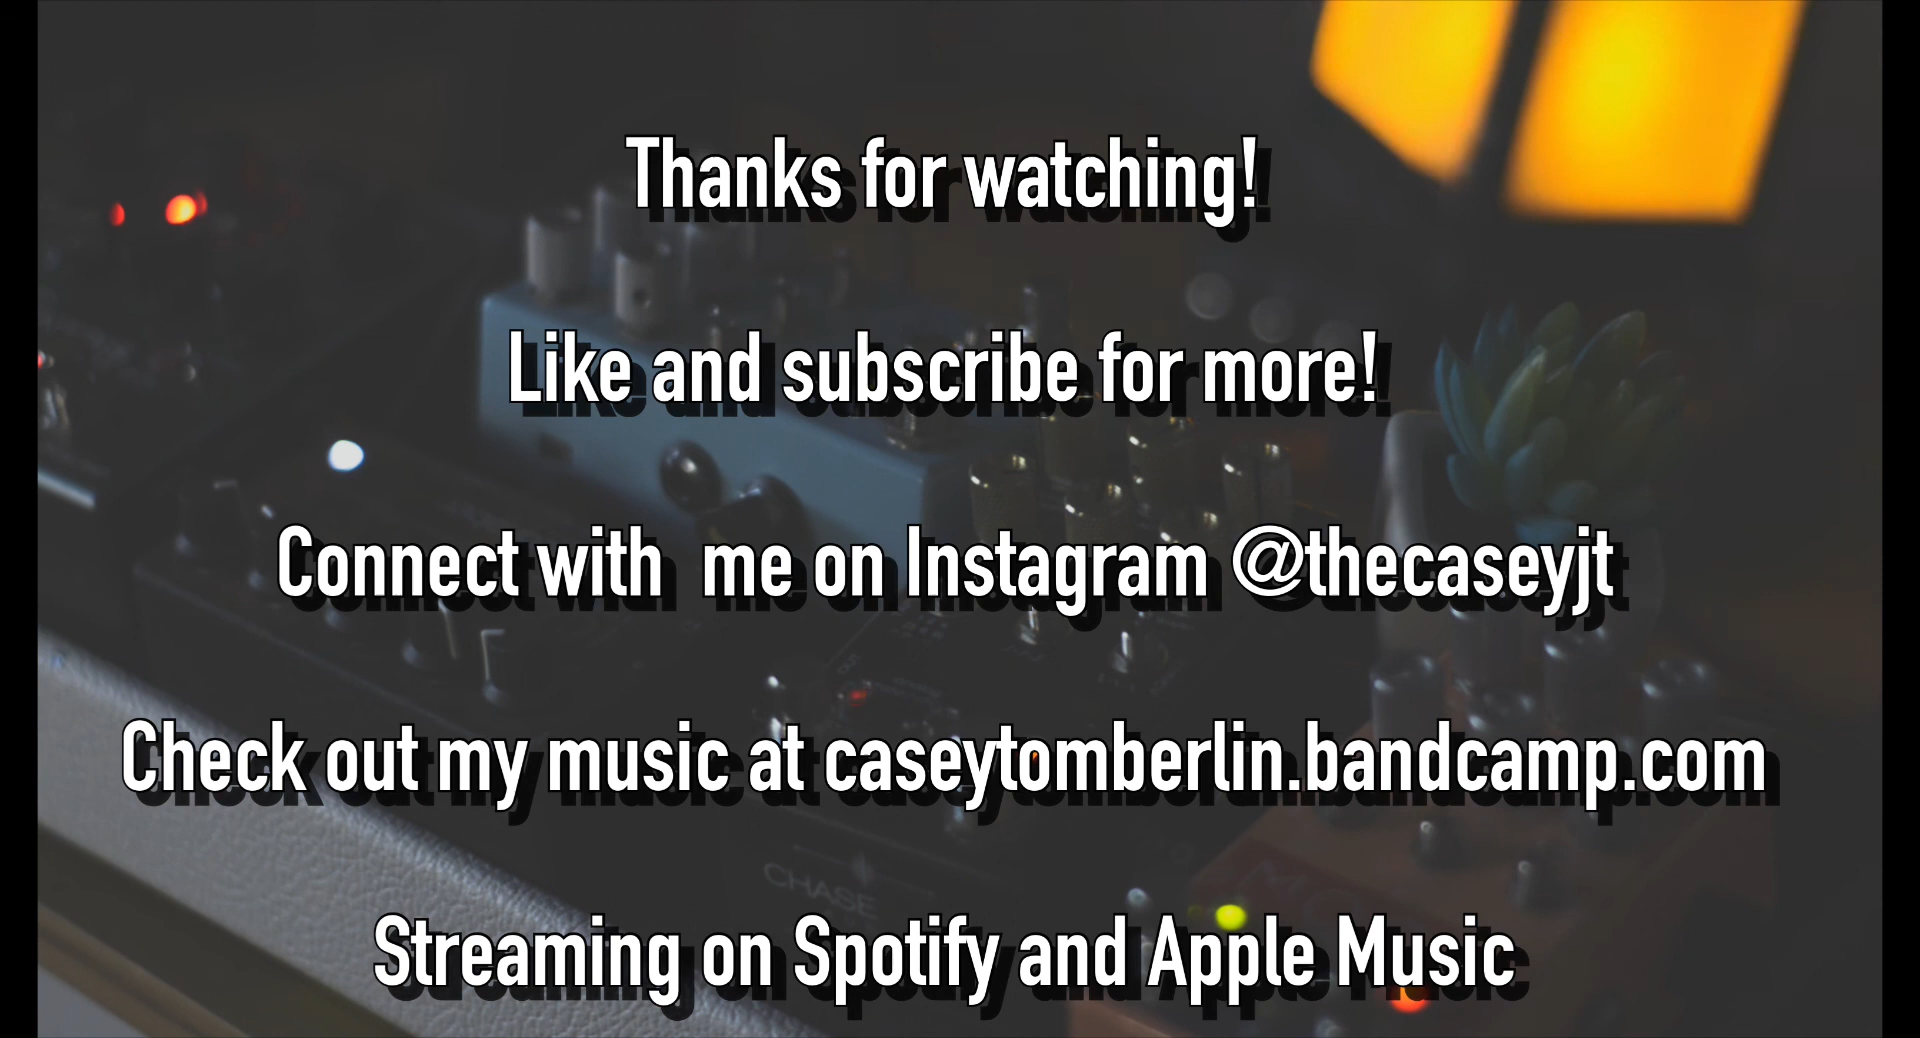 Thanks for watching!
Like and subscribe for more!
Connect with  me on Instagram @thecaseyjt
Check out my music at caseytomberlin.bandcamp.com
CHASE
Streaming on Spotify and Apple Music